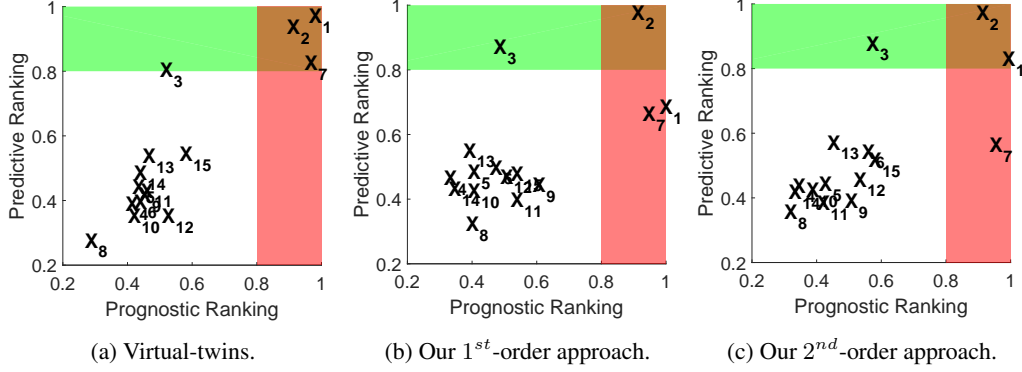 1
0.8
0.6
0.4
0.2
0.2 0.4 0.6 0.8 1
Predictive Ranking
Prognostic Ranking
X1
X2
X7
X3
X13
X15
X14
X11
X10
X12
X8
(a) Virtual-twins.
1
0.8
0.6
0.4
0.2
0.2 0.4 0.6 0.8 1
Predictive Ranking
Prognostic Ranking
X2
X3
X1
X7
X13
X5
X4
X14
X10
X9
X11
X8
(b) Our 1st-order approach.
1
0.8
0.6
0.4
0.2
0.2 0.4 0.6 0.8 1
Predictive Ranking
Prognostic Ranking
X2
X3
X1
X7
X13
X6
X15
X12
X5
X9
X11
X8
(c) Our 2nd-order approach.